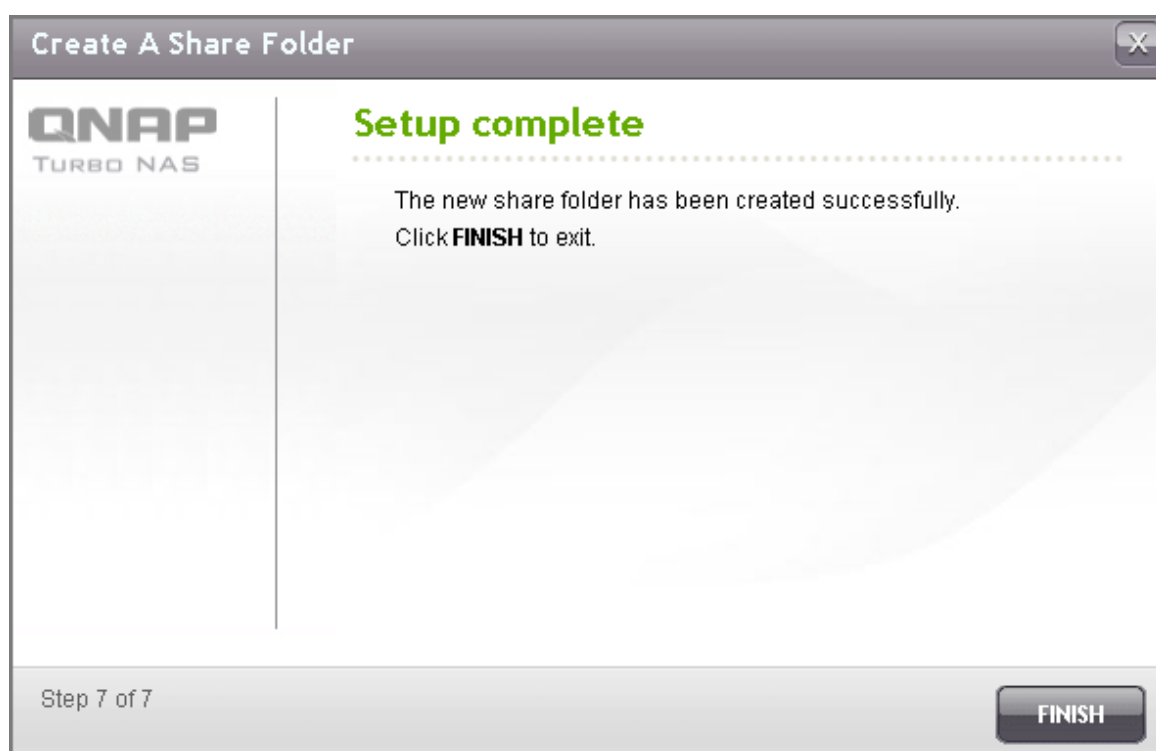 Create A Share Folder
X
QNAP
TURBO NAS
Setup complete
The new share folder has been created successfully.
Click FINISH to exit.
Step 7 of 7
FINISH